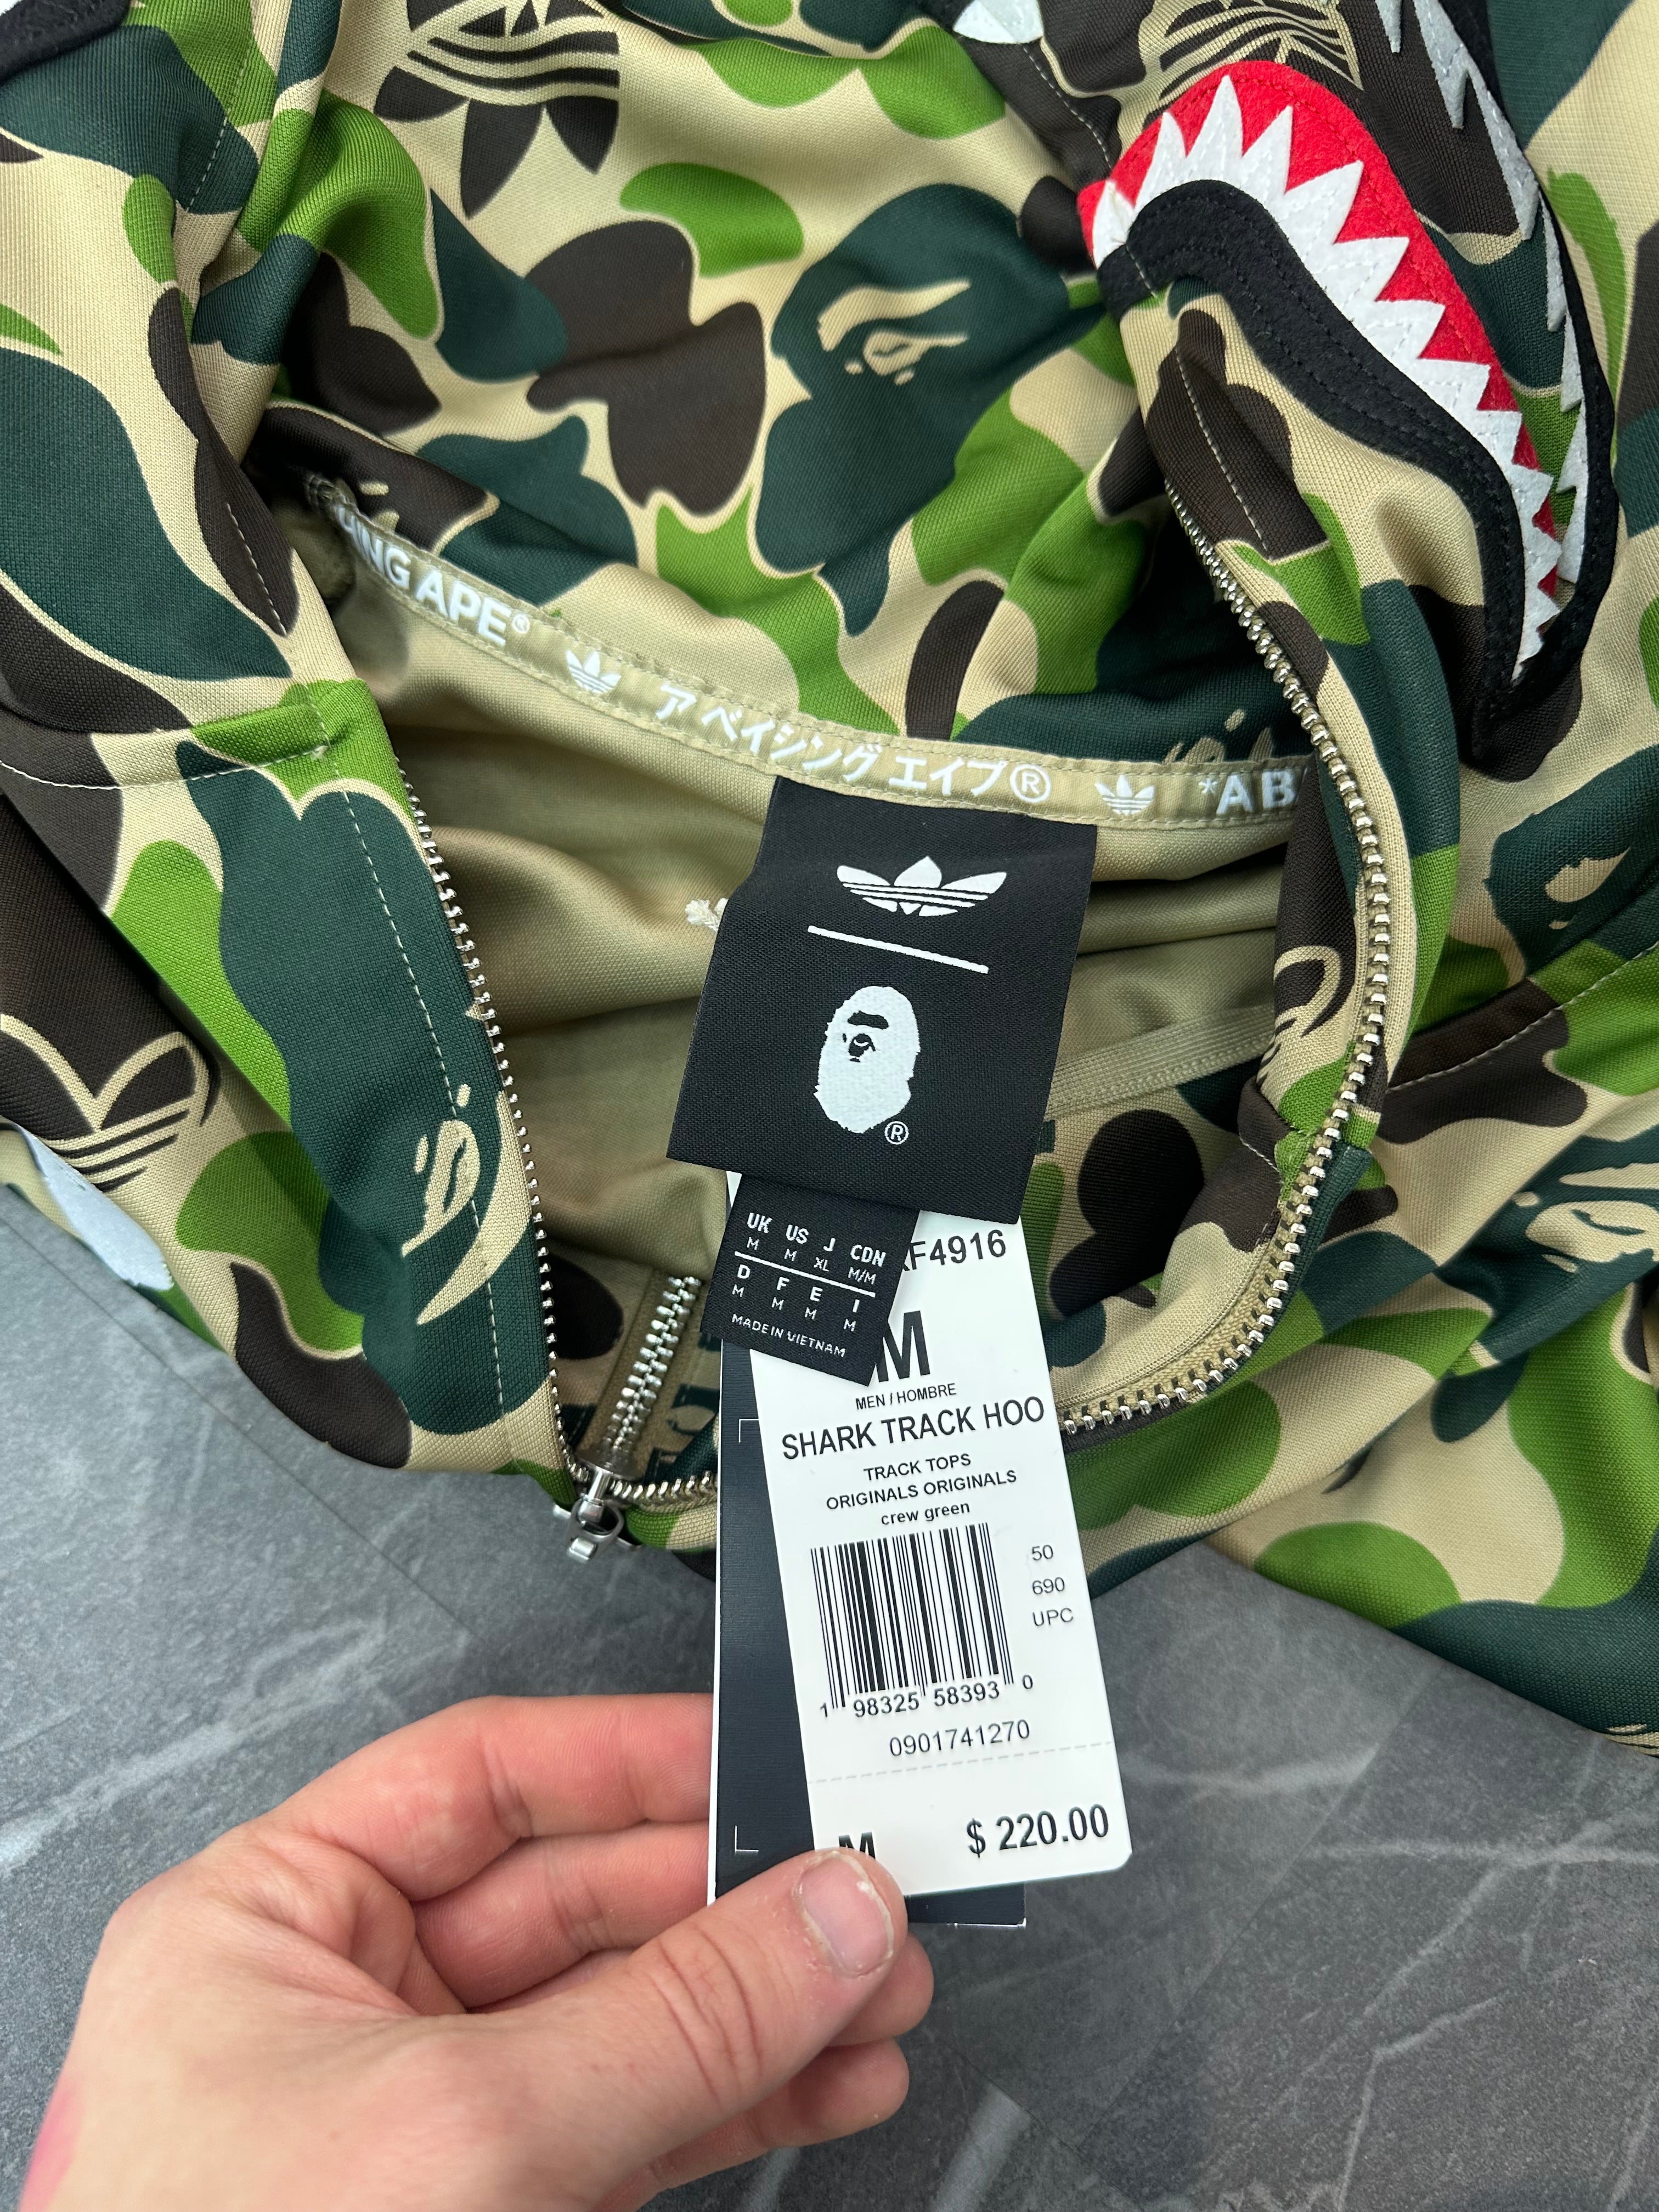 APE®
アベイシングエイプ®
*AB
®
UK US J CDN
M M XL M/M
D F E I
M M M M
MADE IN VIETNAM
F4916
M
MEN / HOMBRE
SHARK TRACK HOO
TRACK TOPS
ORIGINALS ORIGINALS
crew green
50
690
UPC
1 98325 58393 0
0901741270
M $ 220.00